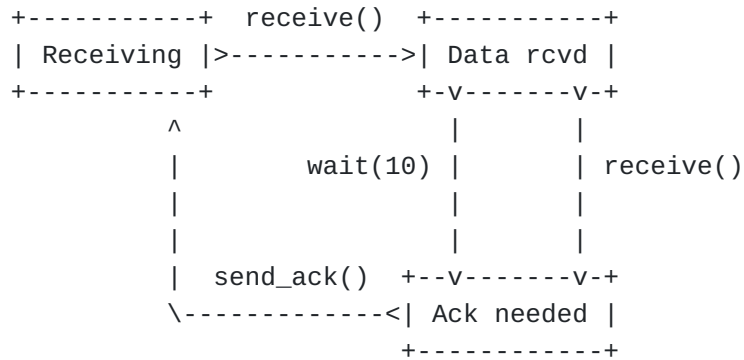 receive()
Receiving Data rcvd
wait(10) receive()
send_ack()
Ack needed